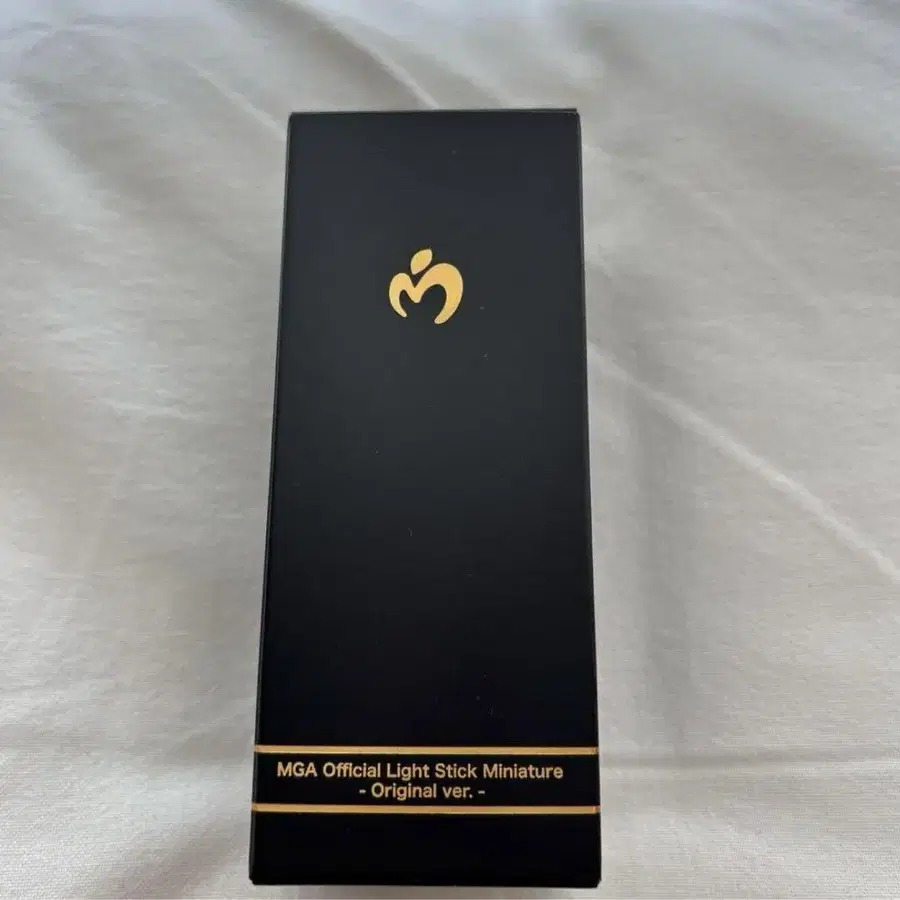 MGA Official Light Stick Miniature
- Original ver. -